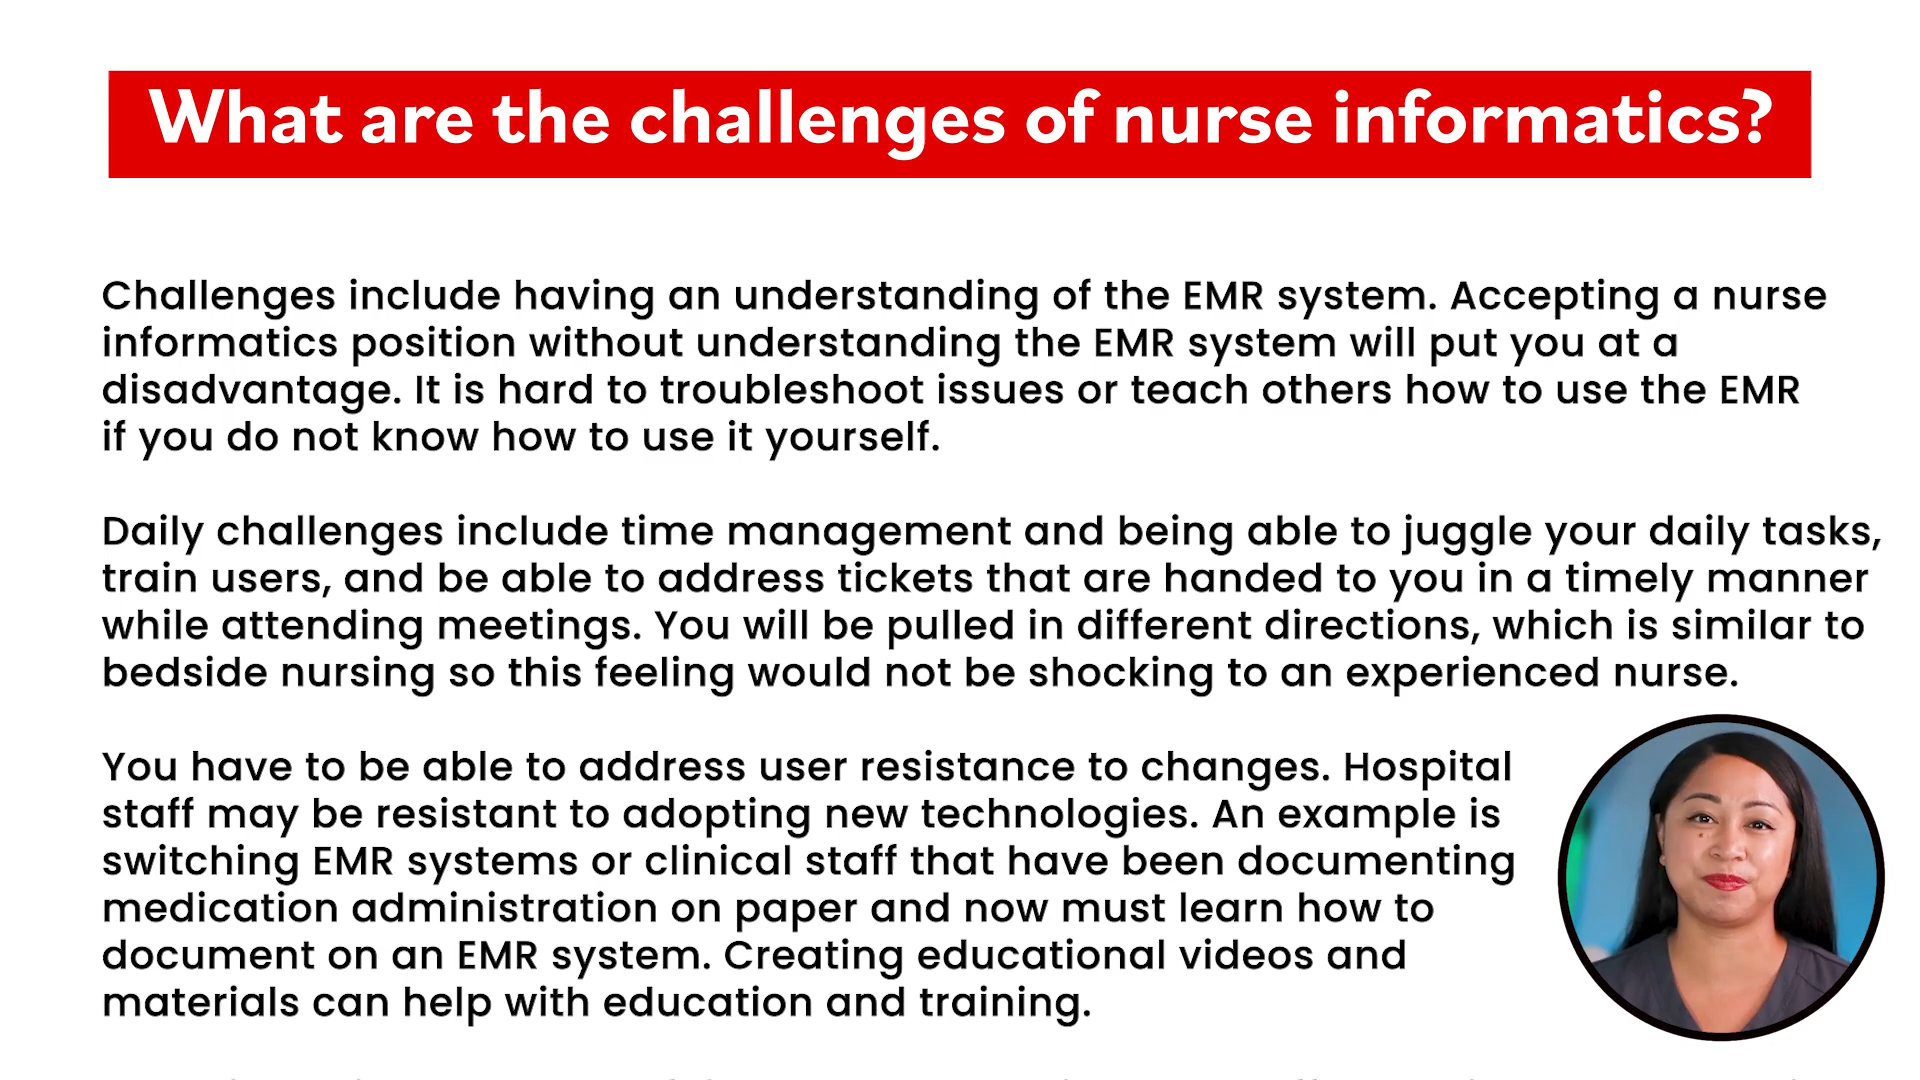 What are the challenges of nurse informatics?
Challenges include having an understanding of the EMR system. Accepting a nurse
informatics position without understanding the EMR system will put you at a
disadvantage. It is hard to troubleshoot issues or teach others how to use the EMR
if you do not know how to use it yourself.
Daily challenges include time management and being able to juggle your daily tasks,
train users, and be able to address tickets that are handed to you in a timely manner
while attending meetings. You will be pulled in different directions, which is similar to
bedside nursing so this feeling would not be shocking to an experienced nurse.
You have to be able to address user resistance to changes. Hospital
staff may be resistant to adopting new technologies. An example is
switching EMR systems or clinical staff that have been documenting
medication administration on paper and now must learn how to
document on an EMR system. Creating educational videos and
materials can help with education and training.